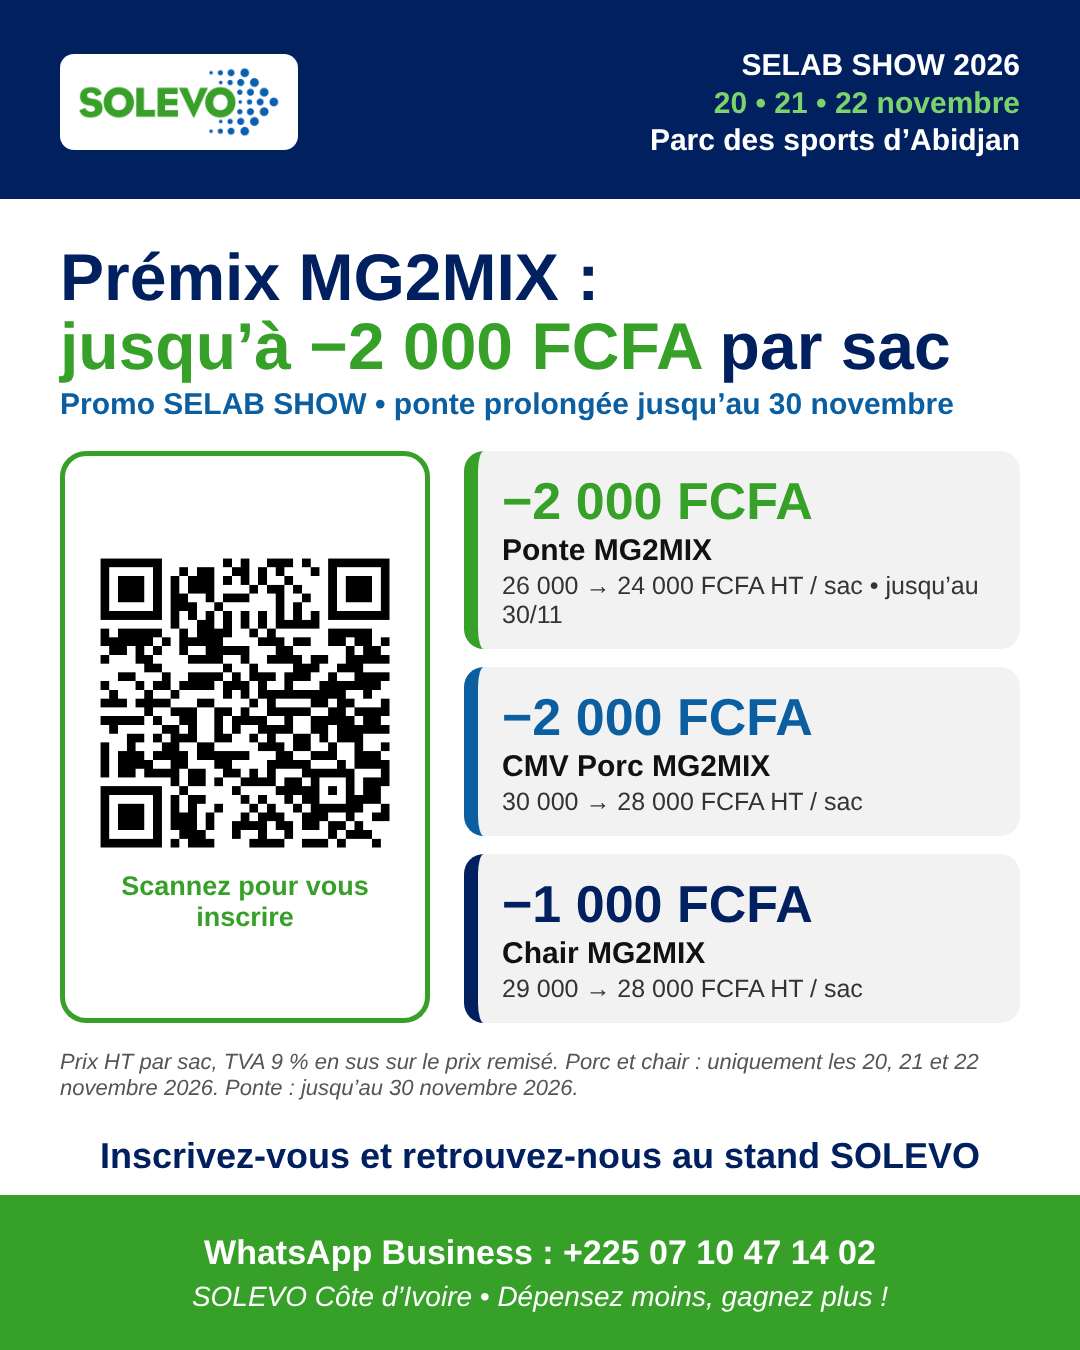 SOLEVO
SELAB SHOW 2026
20 • 21 • 22 novembre
Parc des sports d’Abidjan
Prémix MG2MIX :
jusqu’à −2 000 FCFA par sac
Promo SELAB SHOW • ponte prolongée jusqu’au 30 novembre
Scannez pour vous
inscrire
−2 000 FCFA
Ponte MG2MIX
26 000 → 24 000 FCFA HT / sac • jusqu’au
30/11
−2 000 FCFA
CMV Porc MG2MIX
30 000 → 28 000 FCFA HT / sac
−1 000 FCFA
Chair MG2MIX
29 000 → 28 000 FCFA HT / sac
Prix HT par sac, TVA 9 % en sus sur le prix remisé. Porc et chair : uniquement les 20, 21 et 22
novembre 2026. Ponte : jusqu’au 30 novembre 2026.
Inscrivez-vous et retrouvez-nous au stand SOLEVO
WhatsApp Business : +225 07 10 47 14 02
SOLEVO Côte d’Ivoire • Dépensez moins, gagnez plus !